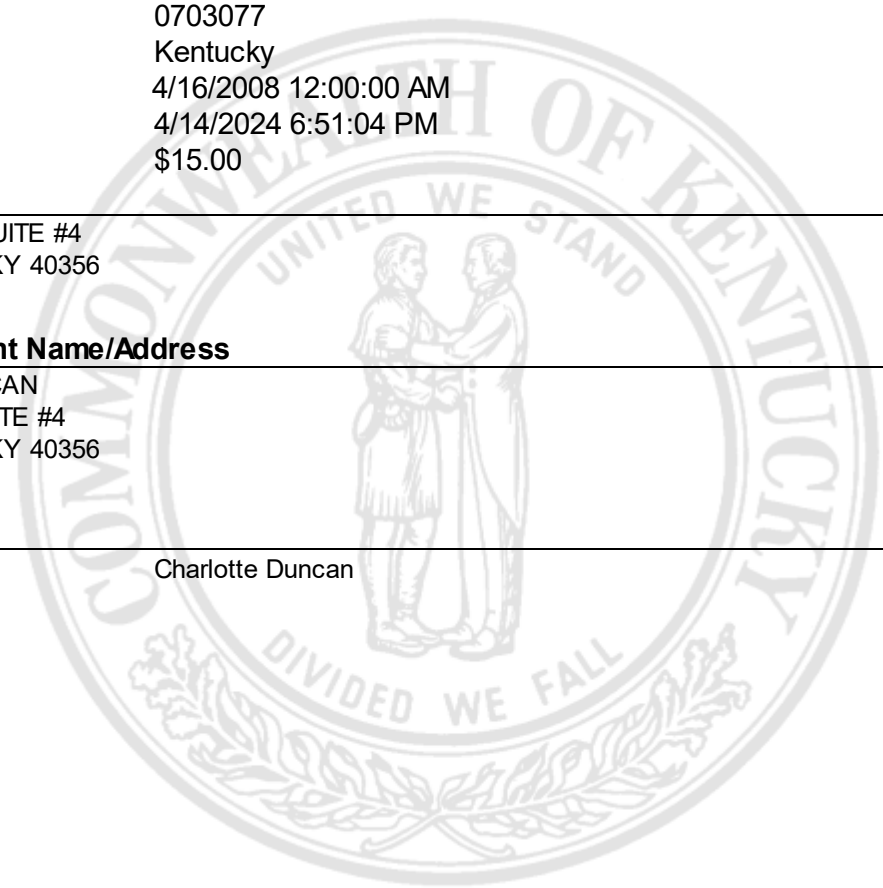 0703077
Kentucky
4/16/2008 12:00:00 AM
4/14/2024 6:51:04 PM
$15.00
UITE #4
KY 40356
nt Name/Address
CAN
TE #4
KY 40356
Charlotte Duncan
COMMONWEALTH OF KENTUCKY
UNITED WE STAND
DIVIDED WE FALL